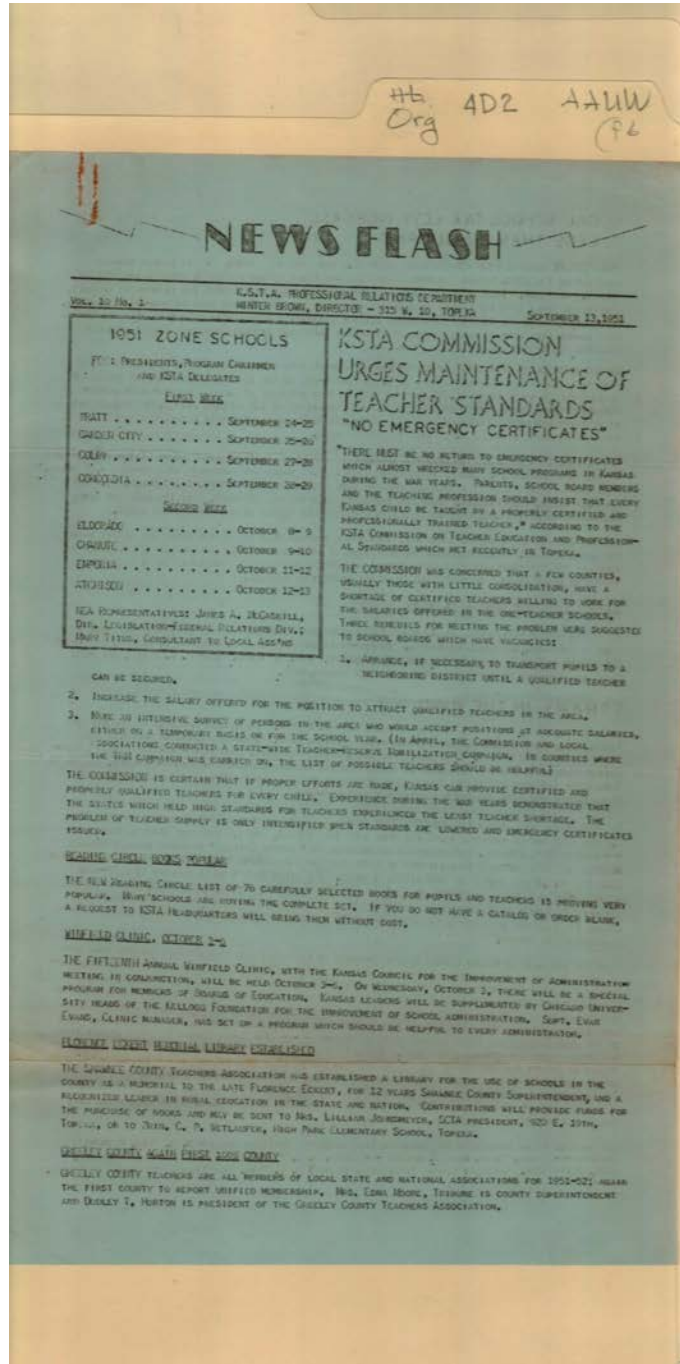 Org
4D2
AAUW
NEWS FLASH
VOL. 10 NO. 1
K.S.T.A. PROFESSIONAL RELATIONS DEPARTMENT
MINTER BROWN, DIRECTOR - 315 W. 10, TOPEKA
SEPTEMBER 13, 1951
1951 ZONE SCHOOLS
FOR PRESIDENTS, PROGRAM CHAIRMEN
AND KSTA DELEGATES
FIRST WEEK
PRATT . . . . . . . . . . SEPTEMBER 24-25
GARDEN CITY . . . . . . . SEPTEMBER 25-26
COLBY . . . . . . . . . . SEPTEMBER 27-28
CONCORDIA . . . . . . . . SEPTEMBER 28-29
SECOND WEEK
ELDORADO . . . . . . . . . OCTOBER 8- 9
CHANUTE . . . . . . . . . . OCTOBER 9-10
EMPORIA . . . . . . . . . . OCTOBER 11-12
ATCHISON . . . . . . . . . OCTOBER 12-13
NEA REPRESENTATIVES: JAMES A. MCCASKILL,
DIR. LEGISLATION-FEDERAL RELATIONS DIV.;
MARY TITUS, CONSULTANT TO LOCAL ASS'NS
KSTA COMMISSION
URGES MAINTENANCE OF
TEACHER STANDARDS
"NO EMERGENCY CERTIFICATES"
"THERE MUST BE NO RETURN TO EMERGENCY CERTIFICATES
WHICH ALMOST WRECKED MANY SCHOOL PROGRAMS IN KANSAS
DURING THE WAR YEARS. PARENTS, SCHOOL BOARD MEMBERS
AND THE TEACHING PROFESSION SHOULD INSIST THAT EVERY
KANSAS CHILD BE TAUGHT BY A PROPERLY CERTIFIED AND
PROFESSIONALLY TRAINED TEACHER," ACCORDING TO THE
KSTA COMMISSION ON TEACHER EDUCATION AND PROFESSION-
AL STANDARDS WHICH MET RECENTLY IN TOPEKA.
THE COMMISSION WAS CONCERNED THAT A FEW COUNTIES,
USUALLY THOSE WITH LITTLE CONSOLIDATION, HAVE A
SHORTAGE OF CERTIFIED TEACHERS WILLING TO WORK FOR
THE SALARIES OFFERED IN THE ONE-TEACHER SCHOOLS.
THREE REMEDIES FOR MEETING THE PROBLEM WERE SUGGESTED
TO SCHOOL BOARDS WHICH HAVE VACANCIES:
1. ARRANGE, IF NECESSARY, TO TRANSPORT PUPILS TO A
NEIGHBORING DISTRICT UNTIL A QUALIFIED TEACHER
CAN BE SECURED.
2. INCREASE THE SALARY OFFERED FOR THE POSITION TO ATTRACT QUALIFIED TEACHERS IN THE AREA.
3. MAKE AN INTENSIVE SURVEY OF PERSONS IN THE AREA WHO WOULD ACCEPT POSITIONS AT ADEQUATE SALARIES,
EITHER ON A TEMPORARY BASIS OR FOR THE SCHOOL YEAR. (IN APRIL, THE COMMISSION AND LOCAL
ASSOCIATIONS CONDUCTED A STATE-WIDE TEACHER-RESERVE MOBILIZATION CAMPAIGN. IN COUNTIES WHERE
THE CAMPAIGN WAS CARRIED ON, THE LIST OF POSSIBLE TEACHERS SHOULD BE HELPFUL)
THE COMMISSION IS CERTAIN THAT IF PROPER EFFORTS ARE MADE, KANSAS CAN PROVIDE CERTIFIED AND
PROPERLY QUALIFIED TEACHERS FOR EVERY CHILD. EXPERIENCE DURING THE WAR YEARS DEMONSTRATED THAT
THE STATES WHICH HELD HIGH STANDARDS FOR TEACHERS EXPERIENCED THE LEAST TEACHER SHORTAGE. THE
PROBLEM OF TEACHER SUPPLY IS ONLY INTENSIFIED WHEN STANDARDS ARE LOWERED AND EMERGENCY CERTIFICATES
ISSUED.
READING CIRCLE BOOKS POPULAR
THE NEW READING CIRCLE LIST OF 76 CAREFULLY SELECTED BOOKS FOR PUPILS AND TEACHERS IS PROVING VERY
POPULAR. MANY SCHOOLS ARE BUYING THE COMPLETE SET. IF YOU DO NOT HAVE A CATALOG OR ORDER BLANK,
A REQUEST TO KSTA HEADQUARTERS WILL BRING THEM WITHOUT COST.
WINFIELD CLINIC, OCTOBER
THE FIFTEENTH ANNUAL WINFIELD CLINIC, WITH THE KANSAS COUNCIL FOR THE IMPROVEMENT OF ADMINISTRATION
MEETING IN CONJUNCTION, WILL BE HELD OCTOBER ON WEDNESDAY, OCTOBER 3, THERE WILL BE A SPECIAL
PROGRAM FOR MEMBERS OF BOARDS OF EDUCATION. KANSAS LEADERS WILL BE SUPPLEMENTED BY CHICAGO UNIVER-
SITY HEADS OF THE KELLOGG FOUNDATION FOR THE IMPROVEMENT OF SCHOOL ADMINISTRATION. SUPT. EVAN
EVANS, CLINIC MANAGER, HAS SET UP A PROGRAM WHICH SHOULD BE HELPFUL TO EVERY ADMINISTRATOR.
FLORENCE ECKERT MEMORIAL LIBRARY ESTABLISHED
THE SHAWNEE COUNTY TEACHERS ASSOCIATION HAS ESTABLISHED A LIBRARY FOR THE USE OF SCHOOLS IN THE
COUNTY AS A MEMORIAL TO THE LATE FLORENCE ECKERT, FOR 12 YEARS SHAWNEE COUNTY SUPERINTENDENT, AND A
RECOGNIZED LEADER IN RURAL EDUCATION IN THE STATE AND NATION. CONTRIBUTIONS WILL PROVIDE FUNDS FOR
THE PURCHASE OF BOOKS AND MAY BE SENT TO MRS. LILLIAN SCTA PRESIDENT, 920 E. 19TH,
TOPEKA, OR TO PRIN. C. HIGH PARK ELEMENTARY SCHOOL, TOPEKA.
GREELEY COUNTY AGAIN FIRST 100% COUNTY
GREELEY COUNTY TEACHERS ARE ALL MEMBERS OF LOCAL STATE AND NATIONAL ASSOCIATIONS FOR 1951-52; AGAIN
THE FIRST COUNTY TO REPORT UNIFIED MEMBERSHIP. MRS. EDNA MOORE, TRIBUNE IS COUNTY SUPERINTENDENT
AND DUDLEY T. HORTON IS PRESIDENT OF THE GREELEY COUNTY TEACHERS ASSOCIATION.